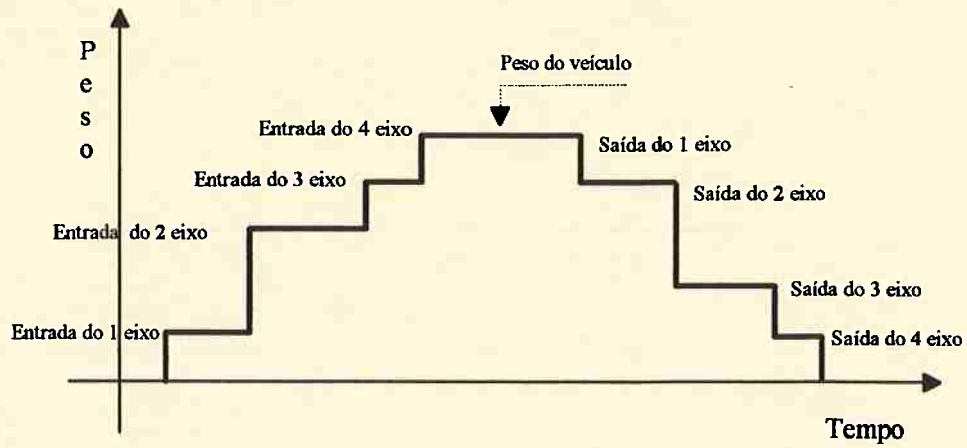 Peso
Peso do veículo
Entrada do 4 eixo
Saída do 1 eixo
Entrada do 3 eixo
Saída do 2 eixo
Entrada do 2 eixo
Saída do 3 eixo
Entrada do 1 eixo
Saída do 4 eixo
Tempo